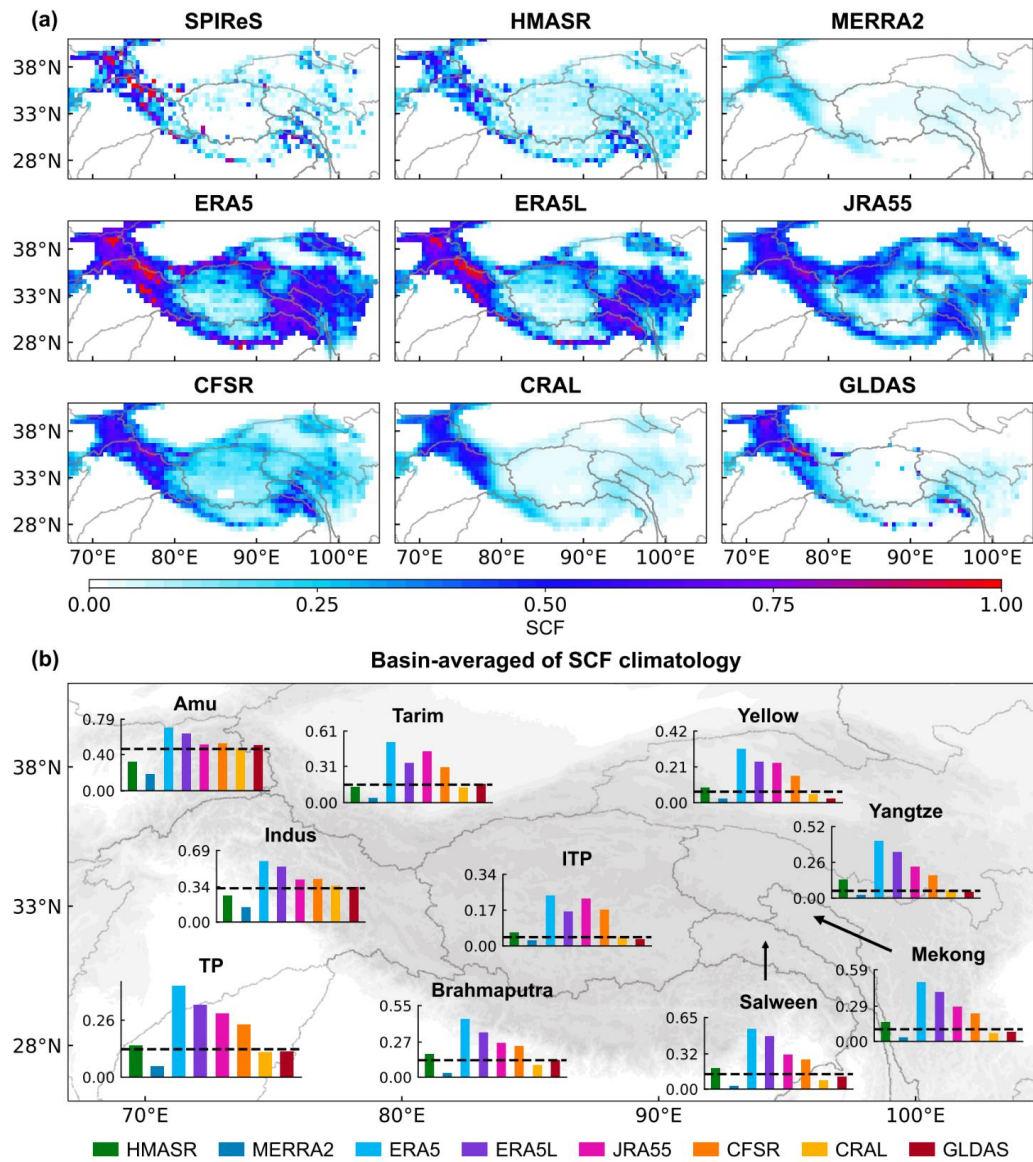 (a)
SPIReS HMASR MERRA2
38°N
33°N
28°N
ERA5 ERA5L JRA55
38°N
33°N
28°N
CFSR CRAL GLDAS
38°N
33°N
28°N
70°E 80°E 90°E 100°E 70°E 80°E 90°E 100°E 70°E 80°E 90°E 100°E
0.00 0.25 0.50 0.75 1.00
SCF
(b) Basin-averaged of SCF climatology
38°N
33°N
28°N
Amu
0.79
0.40
0.00
Tarim
0.61
0.31
0.00
Yellow
0.42
0.21
0.00
Indus
0.69
0.34
0.00
ITP
0.34
0.17
0.00
Yangtze
0.52
0.26
0.00
TP
0.26
0.00
Brahmaputra
0.55
0.28
0.00
Salween
0.65
0.32
0.00
Mekong
0.59
0.29
0.00
70°E 80°E 90°E 100°E
HMASR MERRA2 ERA5 ERA5L JRA55 CFSR CRAL GLDAS